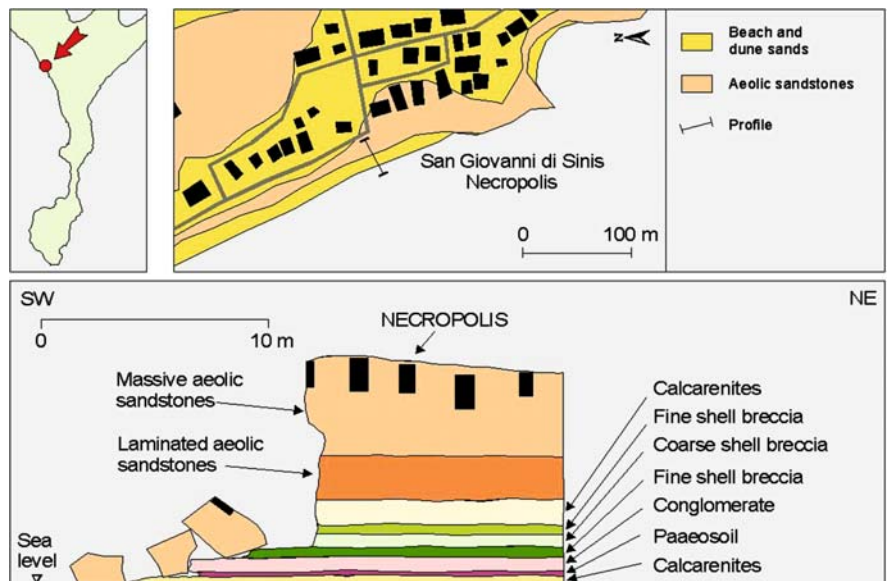 Beach and
dune sands
Aeolic sandstones
Profile
N
San Giovanni di Sinis
Necropolis
0 100 m
SW
NE
0 10 m
NECROPOLIS
Massive aeolic
sandstones
Laminated aeolic
sandstones
Sea
level
Calcarenites
Fine shell breccia
Coarse shell breccia
Fine shell breccia
Conglomerate
Paaeosoil
Calcarenites